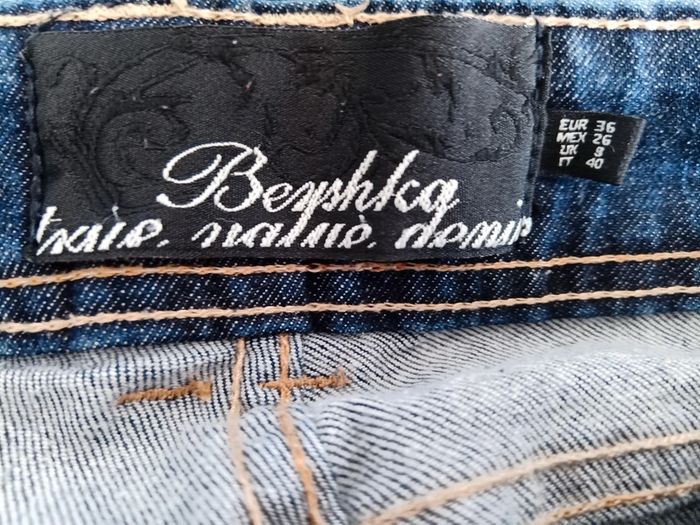 Bershka
true. value. denim
EUR 36
MEX 26
UK 8
IT 40